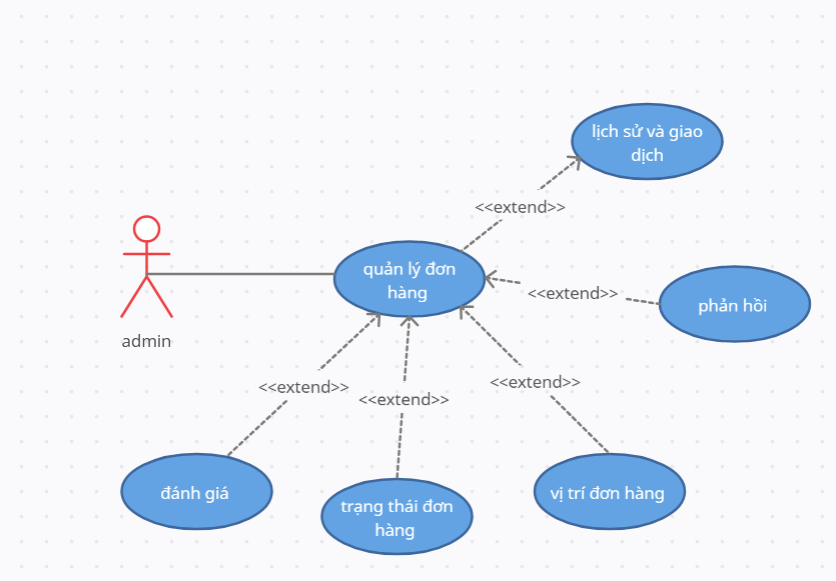 lịch sử và giao
dịch
<<extend>>
quản lý đơn
hàng
<<extend>>
phản hồi
admin
<<extend>>
<<extend>>
<<extend>>
đánh giá
trạng thái đơn
hàng
vị trí đơn hàng